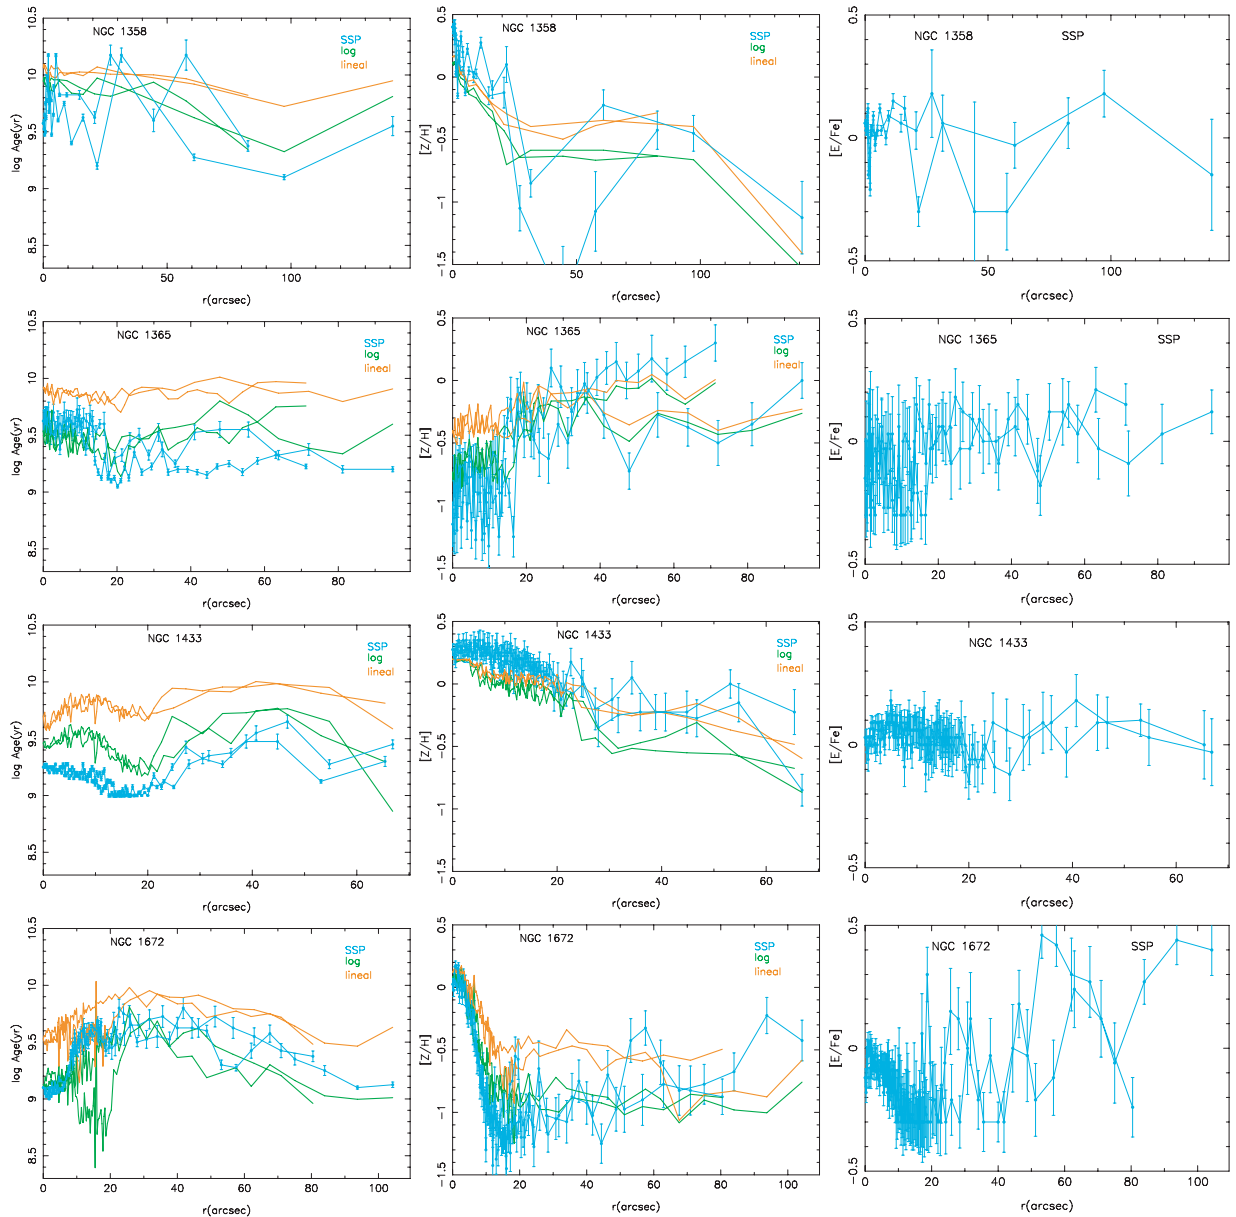 10.5
10
9.5
9
8.5
log Age(yr)
NGC 1358
SSP
log
lineal
0
50
100
r(arcsec)
0.5
0
−0.5
−1
−1.5
[Z/H]
NGC 1358
SSP
log
lineal
0
50
100
r(arcsec)
0.5
0
−0.5
[E/Fe]
NGC 1358
SSP
0
50
100
r(arcsec)
10.5
10
9.5
9
8.5
log Age(yr)
NGC 1365
SSP
log
lineal
0
20
40
60
80
r(arcsec)
0.5
0
−0.5
−1
−1.5
[Z/H]
NGC 1365
SSP
log
lineal
0
20
40
60
80
r(arcsec)
0.5
0
−0.5
[E/Fe]
NGC 1365
SSP
0
20
40
60
80
r(arcsec)
10.5
10
9.5
9
8.5
log Age(yr)
NGC 1433
SSP
log
lineal
0
20
40
60
r(arcsec)
0.5
0
−0.5
−1
−1.5
[Z/H]
NGC 1433
SSP
log
lineal
0
20
40
60
r(arcsec)
0.5
0
−0.5
[E/Fe]
NGC 1433
0
20
40
60
r(arcsec)
10.5
10
9.5
9
8.5
log Age(yr)
NGC 1672
SSP
log
lineal
0
20
40
60
80
100
r(arcsec)
0.5
0
−0.5
−1
−1.5
[Z/H]
NGC 1672
SSP
log
lineal
0
20
40
60
80
100
r(arcsec)
0.5
0
−0.5
[E/Fe]
NGC 1672
SSP
0
20
40
60
80
100
r(arcsec)